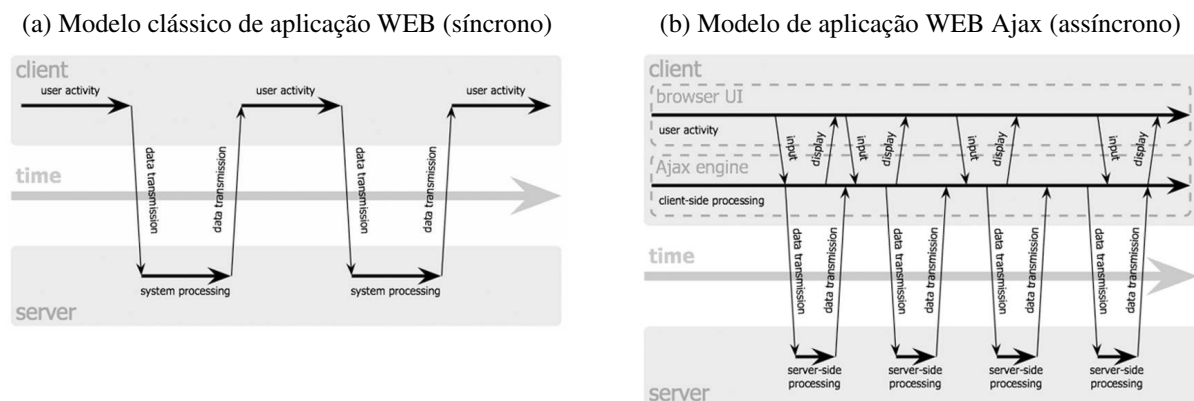 (a) Modelo clássico de aplicação WEB (síncrono)
client
user activity
user activity
user activity
data transmission
data transmission
data transmission
data transmission
time
system processing
system processing
server
(b) Modelo de aplicação WEB Ajax (assíncrono)
client
browser UI
user activity
input
display
input
display
input
display
input
display
Ajax engine
client-side processing
data transmission
data transmission
data transmission
data transmission
data transmission
data transmission
data transmission
data transmission
time
server-side
processing
server-side
processing
server-side
processing
server-side
processing
server